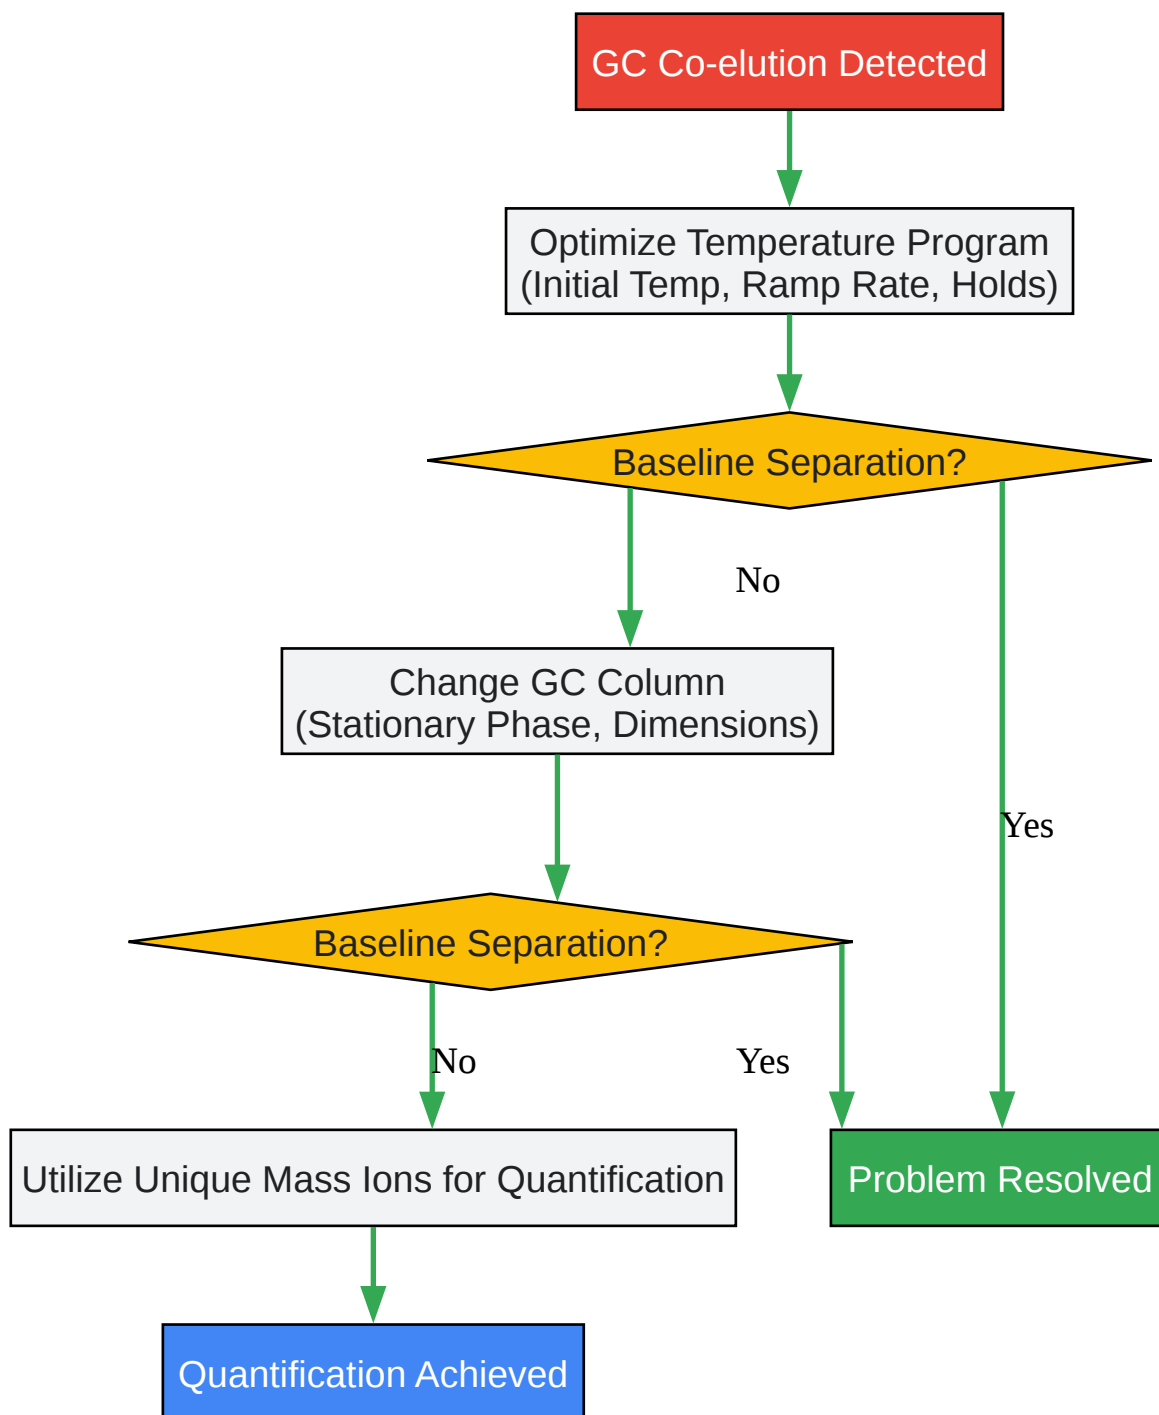 GC Co-elution Detected
Optimize Temperature Program
(Initial Temp, Ramp Rate, Holds)
Baseline Separation?
No
Change GC Column
(Stationary Phase, Dimensions)
Yes
Baseline Separation?
No
Yes
Utilize Unique Mass Ions for Quantification
Problem Resolved
Quantification Achieved